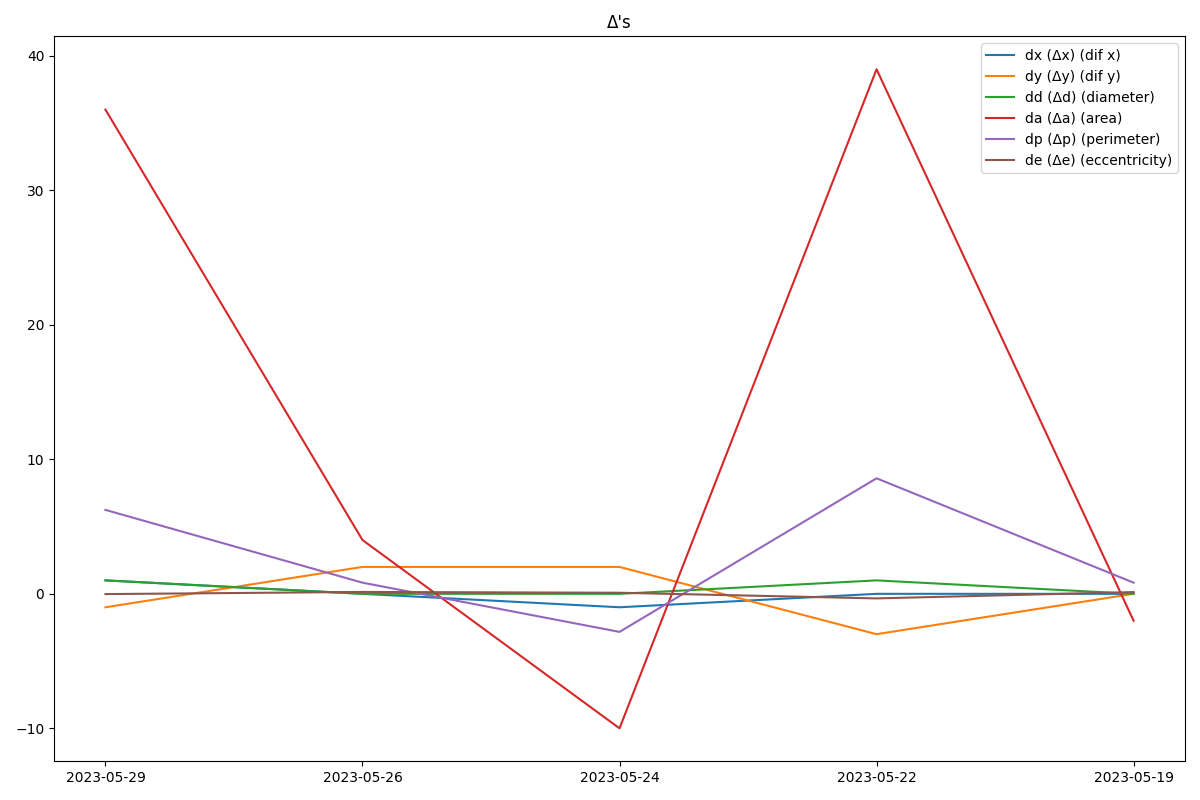 Δ's
40
30
20
10
0
−10
dx (Δx) (dif x)
dy (Δy) (dif y)
dd (Δd) (diameter)
da (Δa) (area)
dp (Δp) (perimeter)
de (Δe) (eccentricity)
2023-05-29
2023-05-26
2023-05-24
2023-05-22
2023-05-19